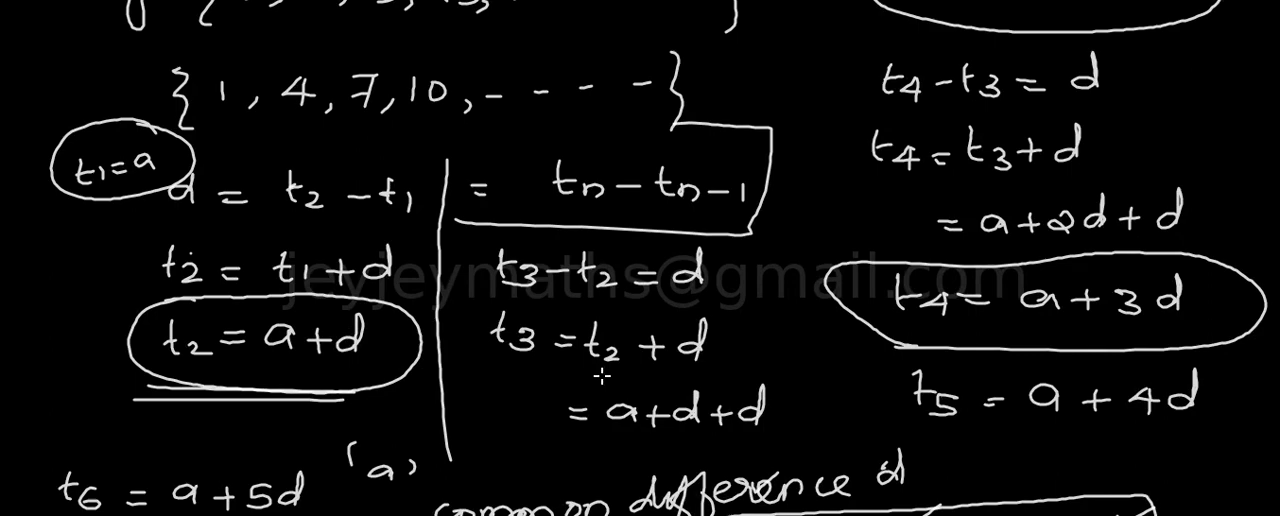 { 1, 4, 7, 10, - - - - }
t1 = a
d = t2 - t1
t2 = t1 + d
t2 = a + d
= tn - tn-1
t3 - t2 = d
t3 = t2 + d
= a + d + d
t4 - t3 = d
t4 = t3 + d
= a + 2d + d
t4 = a + 3d
t5 = a + 4d
jeyjeymaths@gmail.com
t6 = a + 5d
'a'
common difference d